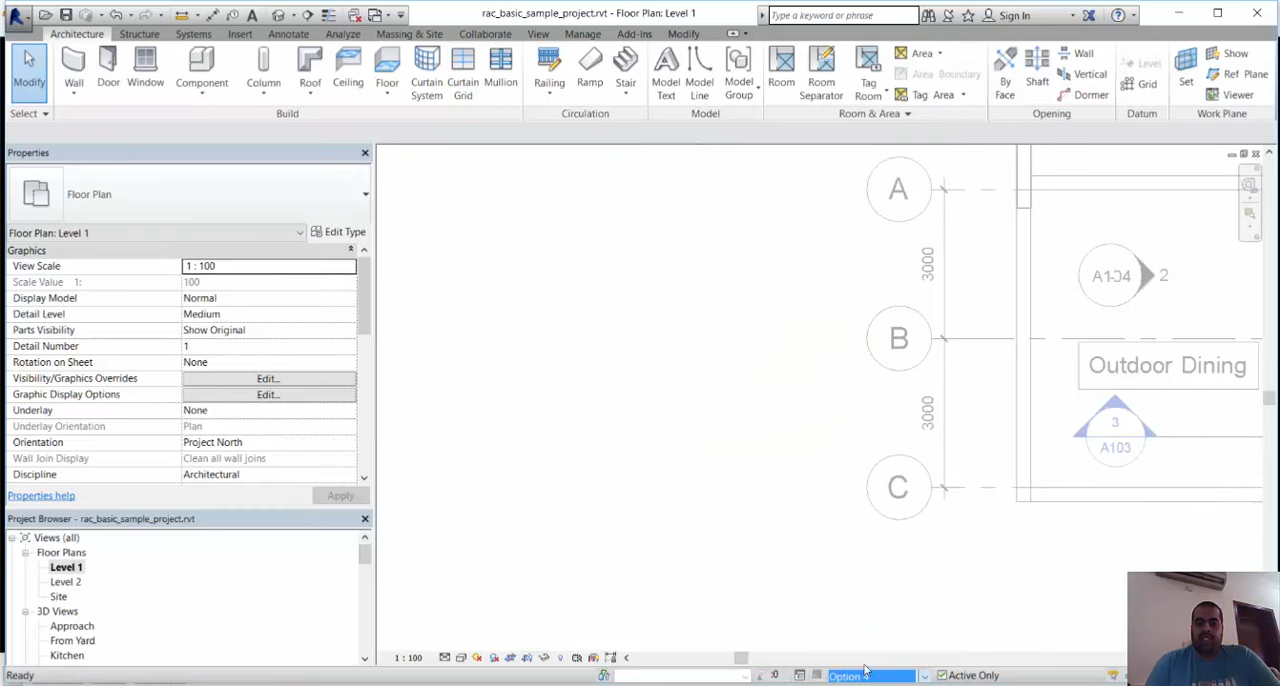 rac_basic_sample_project.rvt - Floor Plan: Level 1
Type a keyword or phrase
Sign In
Architecture Structure Systems Insert Annotate Analyze Massing & Site Collaborate View Manage Add-Ins Modify
Modify Wall Door Window Component Column Roof Ceiling Floor Curtain System Curtain Grid Mullion Railing Ramp Stair Model Text Model Line Model Group Room Room Separator Tag Room
Area
Area Boundary
Tag Area
By Face Shaft
Wall
Vertical
Dormer
Level
Grid
Set
Show
Ref Plane
Viewer
Select Build Circulation Model Room & Area Opening Datum Work Plane
Properties
Floor Plan
Floor Plan: Level 1 Edit Type
Graphics
View Scale 1 : 100
Scale Value 1: 100
Display Model Normal
Detail Level Medium
Parts Visibility Show Original
Detail Number 1
Rotation on Sheet None
Visibility/Graphics Overrides Edit...
Graphic Display Options Edit...
Underlay None
Underlay Orientation Plan
Orientation Project North
Wall Join Display Clean all wall joins
Discipline Architectural
Properties help Apply
Project Browser - rac_basic_sample_project.rvt
Views (all)
Floor Plans
Level 1
Level 2
Site
3D Views
Approach
From Yard
Kitchen
A
3000
A104 2
B
Outdoor Dining
3000
3
A103
C
1 : 100
Ready :0 Option Active Only